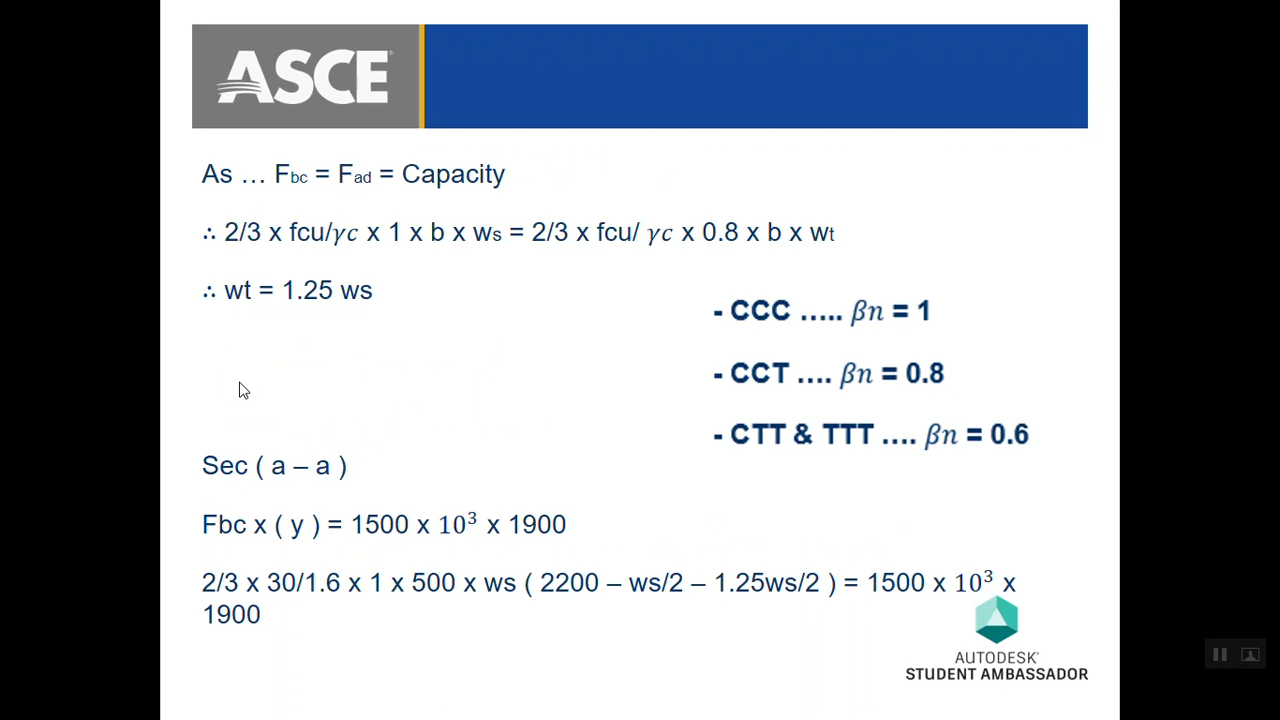 ASCE
As … Fbc = Fad = Capacity
∴ 2/3 x fcu/γc x 1 x b x ws = 2/3 x fcu/ γc x 0.8 x b x wt
∴ wt = 1.25 ws
- CCC ….. βn = 1
- CCT …. βn = 0.8
- CTT & TTT …. βn = 0.6
Sec ( a – a )
Fbc x ( y ) = 1500 x 10³ x 1900
2/3 x 30/1.6 x 1 x 500 x ws ( 2200 – ws/2 – 1.25ws/2 ) = 1500 x 10³ x
1900
AUTODESK®
STUDENT AMBASSADOR